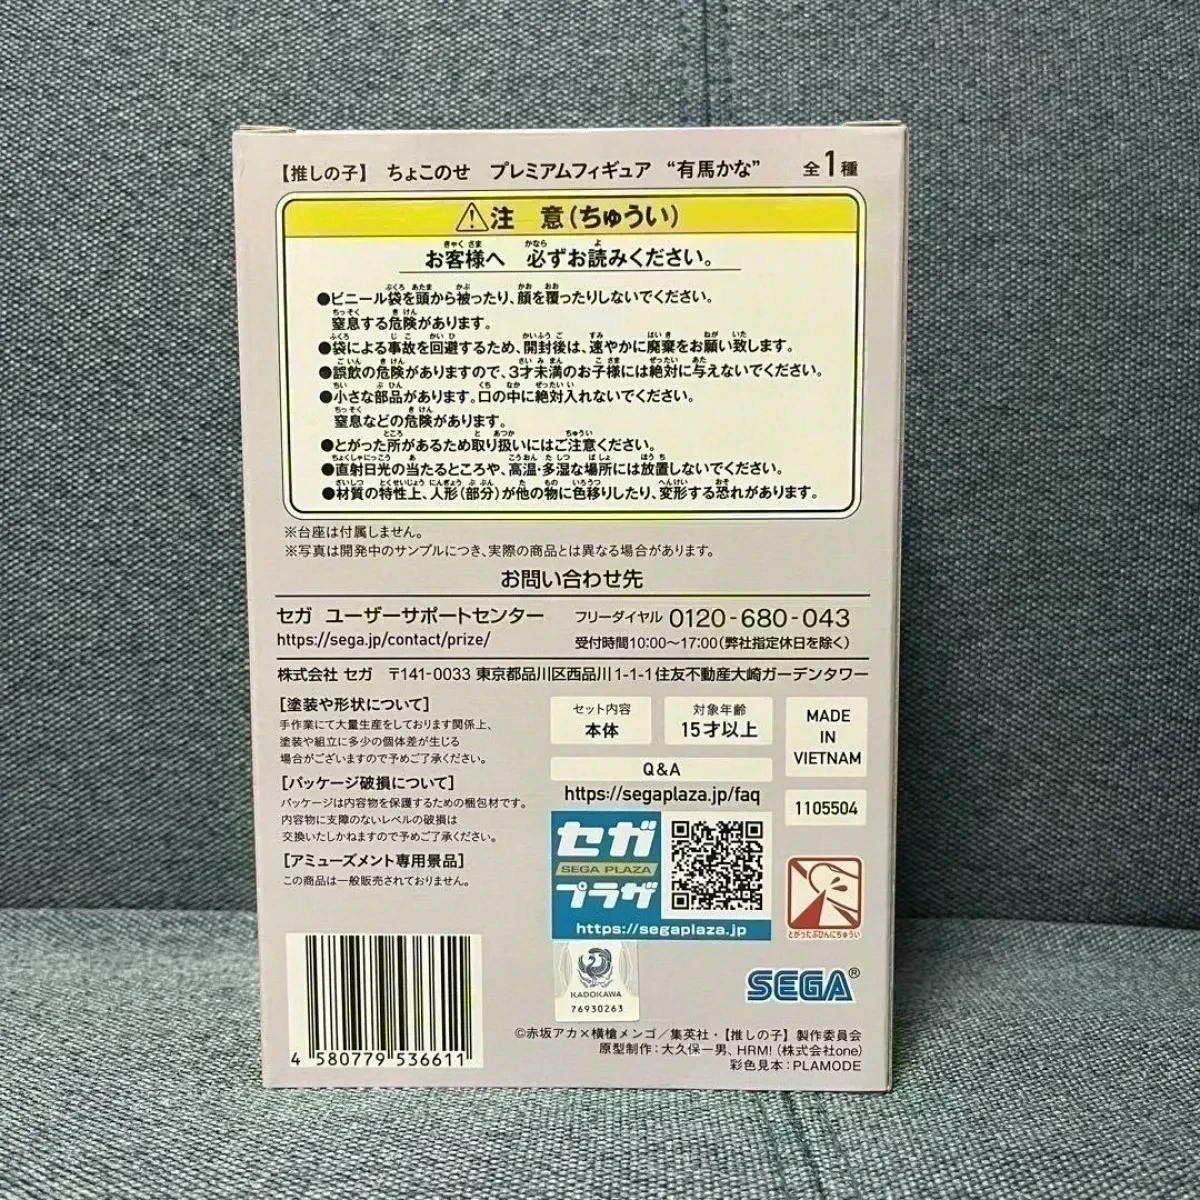 【推しの子】 ちょこのせ プレミアムフィギュア “有馬かな” 全1種
⚠注 意(ちゅうい)
お客様へ 必ずお読みください。
●ビニール袋を頭から被ったり、顔を覆ったりしないでください。
窒息する危険があります。
●袋による事故を回避するため、開封後は、速やかに廃棄をお願い致します。
●誤飲の危険がありますので、3才未満のお子様には絶対に与えないでください。
●小さな部品があります。口の中に絶対入れないでください。
窒息などの危険があります。
●とがった所があるため取り扱いにはご注意ください。
●直射日光の当たるところや、高温・多湿な場所には放置しないでください。
●材質の特性上、人形(部分)が他の物に色移りしたり、変形する恐れがあります。
※台座は付属しません。
※写真は開発中のサンプルにつき、実際の商品とは異なる場合があります。
お問い合わせ先
セガ ユーザーサポートセンター フリーダイヤル 0120-680-043
https://sega.jp/contact/prize/ 受付時間10:00〜17:00(弊社指定休日を除く)
株式会社 セガ 〒141-0033 東京都品川区西品川1-1-1住友不動産大崎ガーデンタワー
[塗装や形状について]
手作業にて大量生産をしております関係上、
塗装や組立に多少の個体差が生じる
場合がございますので予めご了承ください。
[パッケージ破損について]
パッケージは内容物を保護するための梱包材です。
内容物に支障のないレベルの破損は
交換いたしかねますので予めご了承ください。
[アミューズメント専用景品]
この商品は一般販売されておりません。
セット内容
本体
対象年齢
15才以上
MADE
IN
VIETNAM
Q&A
https://segaplaza.jp/faq
1105504
セガ
SEGA PLAZA
プラザ
https://segaplaza.jp
とがったぶひんにちゅうい
KADOKAWA
76930263
SEGA®
4 580779 536611
©赤坂アカ×横槍メンゴ/集英社・【推しの子】製作委員会
原型制作:大久保一男、HRM!(株式会社one)
彩色見本:PLAMODE